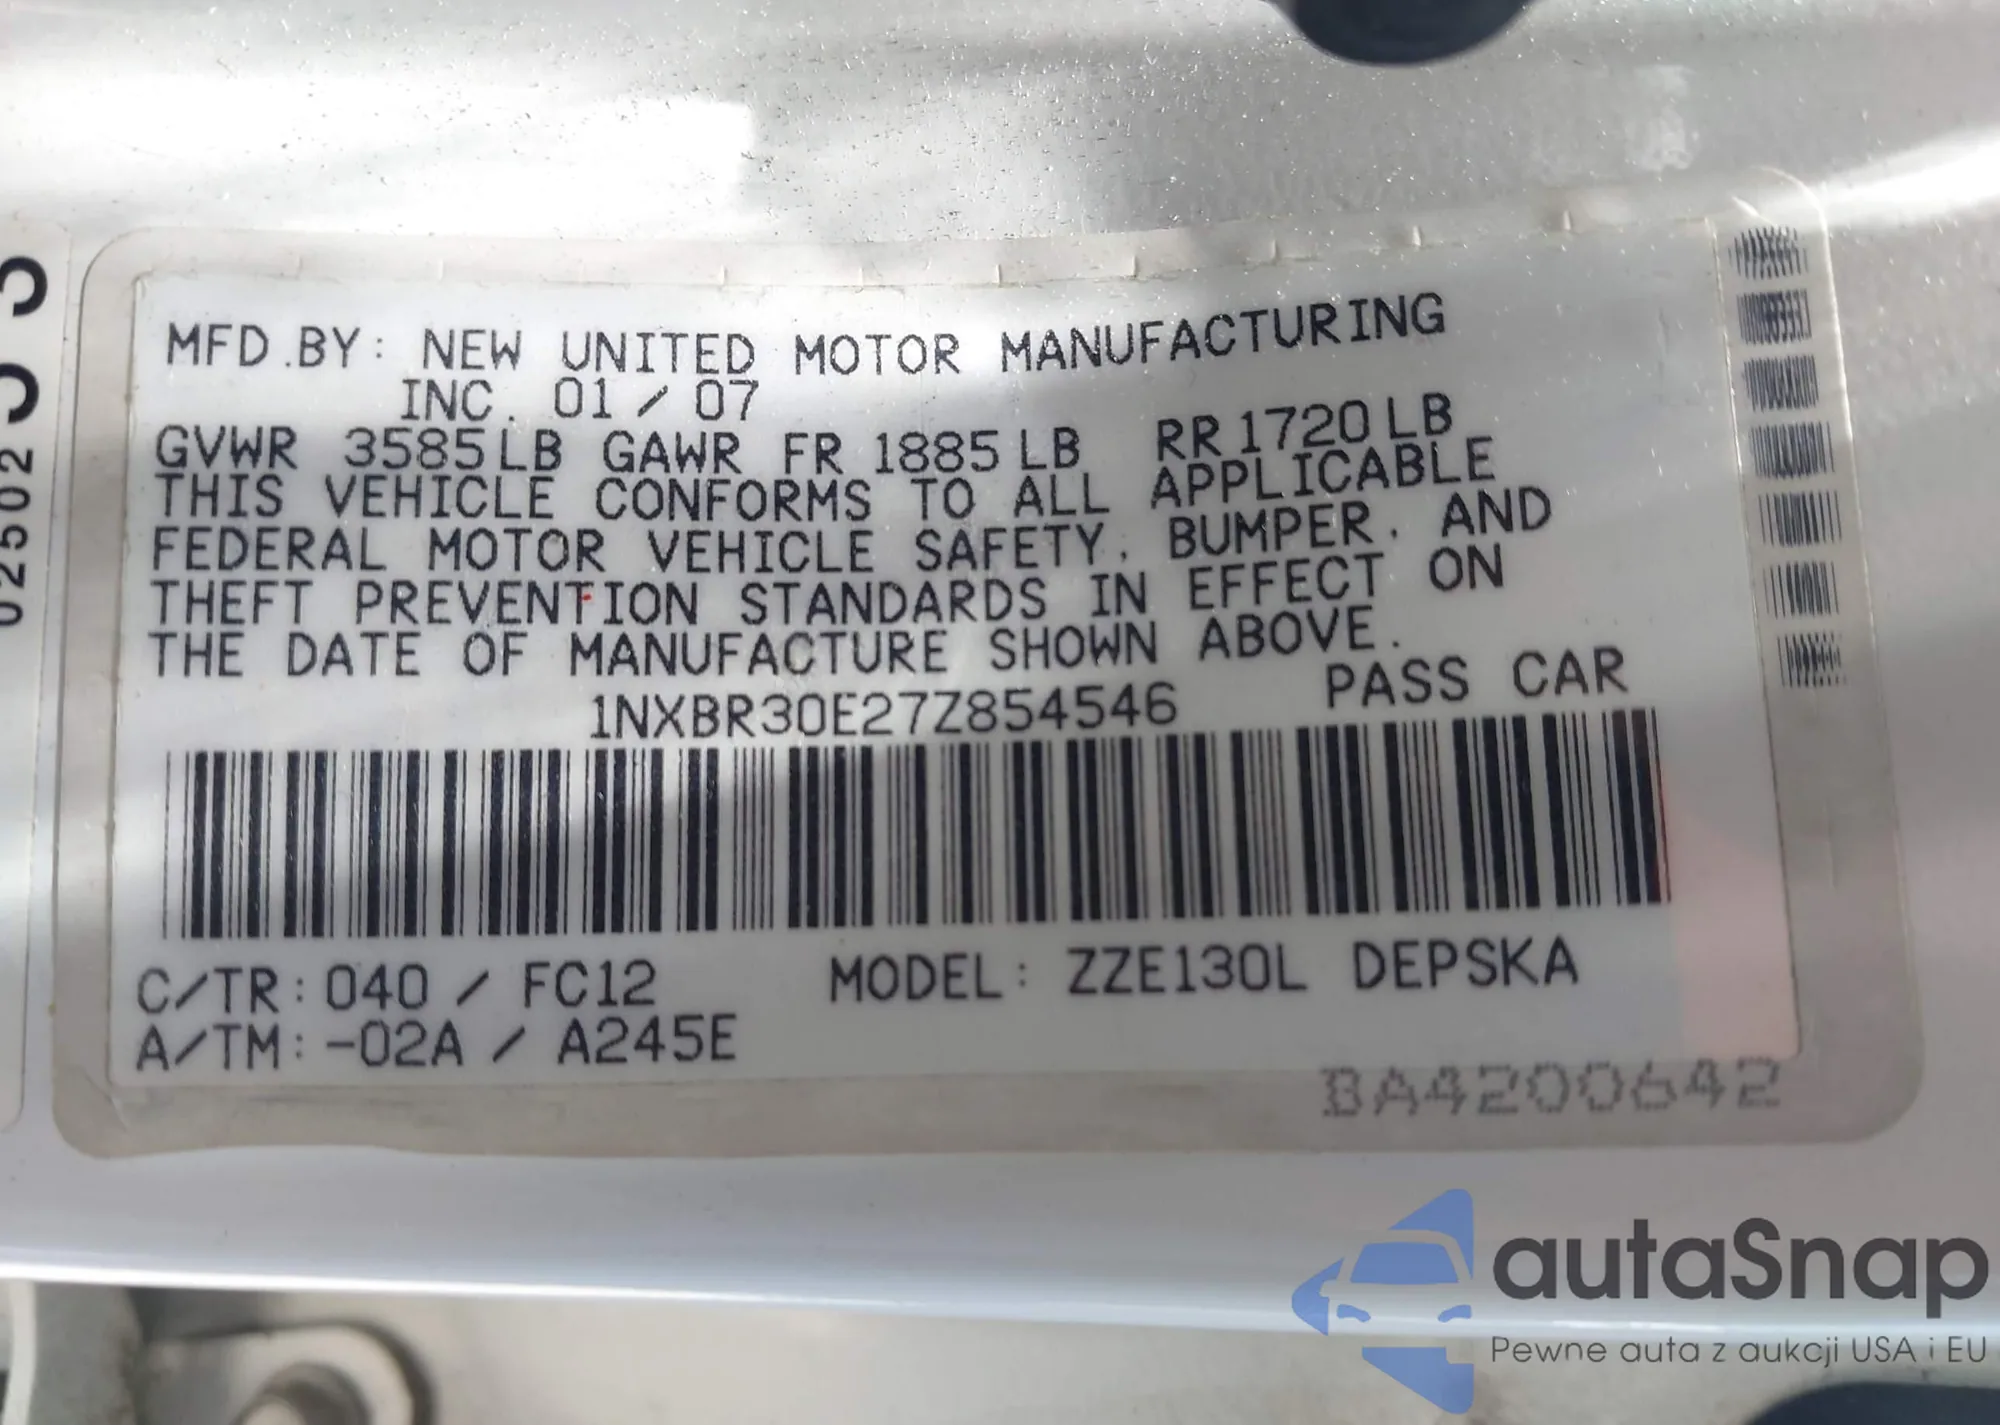 MFD.BY: NEW UNITED MOTOR MANUFACTURING
INC. 01/07
GVWR 3585LB GAWR FR 1885LB RR 1720LB
THIS VEHICLE CONFORMS TO ALL APPLICABLE
FEDERAL MOTOR VEHICLE SAFETY, BUMPER, AND
THEFT PREVENTION STANDARDS IN EFFECT ON
THE DATE OF MANUFACTURE SHOWN ABOVE.
1NXBR30E27Z854546 PASS CAR
C/TR: 040 / FC12 MODEL: ZZE130L DEPSKA
A/TM: -02A / A245E
BA4200642
02502
autaSnap
Pewne auta z aukcji USA i EU